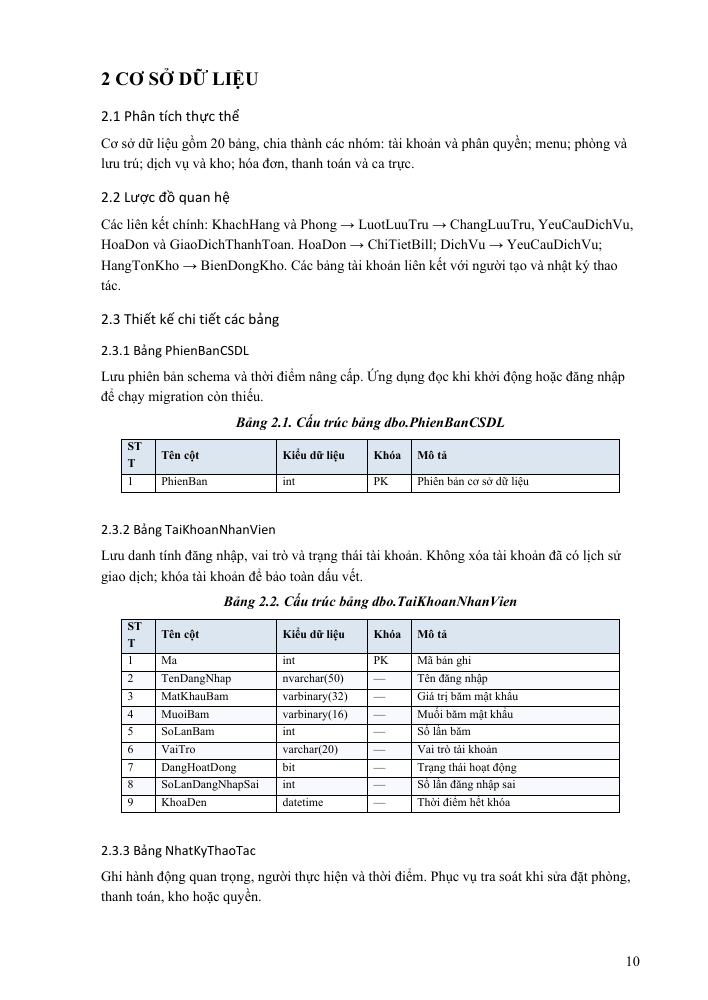 2 CƠ SỞ DỮ LIỆU
2.1 Phân tích thực thể
Cơ sở dữ liệu gồm 20 bảng, chia thành các nhóm: tài khoản và phân quyền; menu; phòng và
lưu trú; dịch vụ và kho; hóa đơn, thanh toán và ca trực.
2.2 Lược đồ quan hệ
Các liên kết chính: KhachHang và Phong → LuotLuuTru → ChangLuuTru, YeuCauDichVu,
HoaDon và GiaoDichThanhToan. HoaDon → ChiTietBill; DichVu → YeuCauDichVu;
HangTonKho → BienDongKho. Các bảng tài khoản liên kết với người tạo và nhật ký thao
tác.
2.3 Thiết kế chi tiết các bảng
2.3.1 Bảng PhienBanCSDL
Lưu phiên bản schema và thời điểm nâng cấp. Ứng dụng đọc khi khởi động hoặc đăng nhập
để chạy migration còn thiếu.
Bảng 2.1. Cấu trúc bảng dbo.PhienBanCSDL
ST
T Tên cột Kiểu dữ liệu Khóa Mô tả
1 PhienBan int PK Phiên bản cơ sở dữ liệu
2.3.2 Bảng TaiKhoanNhanVien
Lưu danh tính đăng nhập, vai trò và trạng thái tài khoản. Không xóa tài khoản đã có lịch sử
giao dịch; khóa tài khoản để bảo toàn dấu vết.
Bảng 2.2. Cấu trúc bảng dbo.TaiKhoanNhanVien
ST
T Tên cột Kiểu dữ liệu Khóa Mô tả
1 Ma int PK Mã bản ghi
2 TenDangNhap nvarchar(50) — Tên đăng nhập
3 MatKhauBam varbinary(32) — Giá trị băm mật khẩu
4 MuoiBam varbinary(16) — Muối băm mật khẩu
5 SoLanBam int — Số lần băm
6 VaiTro varchar(20) — Vai trò tài khoản
7 DangHoatDong bit — Trạng thái hoạt động
8 SoLanDangNhapSai int — Số lần đăng nhập sai
9 KhoaDen datetime — Thời điểm hết khóa
2.3.3 Bảng NhatKyThaoTac
Ghi hành động quan trọng, người thực hiện và thời điểm. Phục vụ tra soát khi sửa đặt phòng,
thanh toán, kho hoặc quyền.
10